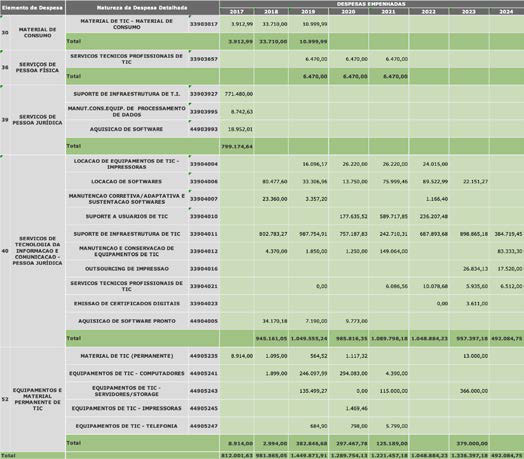 Elemento de Despesa Natureza da Despesa Detalhada DESPESAS EMPENHADAS
2017 2018 2019 2020 2021 2022 2023 2024
30 MATERIAL DE CONSUMO
MATERIAL DE TIC - MATERIAL DE CONSUMO 33903017 3.912,99 33.710,00 10.999,99
Total 3.912,99 33.710,00 10.999,99
36 SERVIÇOS DE PESSOA FÍSICA
SERVICOS TECNICOS PROFISSIONAIS DE TIC 33903657 6.470,00 6.470,00 6.470,00
Total 6.470,00 6.470,00 6.470,00
39 SERVICOS DE PESSOA JURÍDICA
SUPORTE DE INFRAESTRUTURA DE T.I. 33903927 771.480,00
MANUT.CONS.EQUIP. DE PROCESSAMENTO DE DADOS 33903995 8.742,63
AQUISICAO DE SOFTWARE 44903993 18.952,01
Total 799.174,64
40 SERVICOS DE TECNOLOGIA DA INFORMACAO E COMUNICACAO - PESSOA JURÍDICA
LOCACAO DE EQUIPAMENTOS DE TIC - IMPRESSORAS 33904004 16.096,17 26.220,00 26.220,00 24.015,00
LOCACAO DE SOFTWARES 33904006 80.477,60 33.306,56 13.750,00 75.999,46 89.522,99 22.151,27
MANUTENCAO CORRETIVA/ADAPTATIVA E SUSTENTACAO SOFTWARES 33904007 23.360,00 3.357,20 1.166,40
SUPORTE A USUARIOS DE TIC 33904010 177.635,52 589.717,85 236.207,48
SUPORTE DE INFRAESTRUTURA DE TIC 33904011 802.783,27 987.754,91 757.187,83 242.710,31 687.893,68 898.865,18 384.719,45
MANUTENCAO E CONSERVACAO DE EQUIPAMENTOS DE TIC 33904012 4.370,00 1.850,00 1.250,00 149.064,00 83.333,30
OUTSOURCING DE IMPRESSAO 33904016 26.834,13 17.520,00
SERVICOS TECNICOS PROFISSIONAIS DE TIC 33904021 0,00 6.086,56 10.078,68 5.935,60 6.512,00
EMISSAO DE CERTIFICADOS DIGITAIS 33904023 0,00 3.611,00
AQUISICAO DE SOFTWARE PRONTO 44904005 34.170,18 7.190,00 9.773,00
Total 945.161,05 1.049.555,24 985.816,35 1.089.798,18 1.048.884,23 957.397,18 492.084,75
52 EQUIPAMENTOS E MATERIAL PERMANENTE DE TIC
MATERIAL DE TIC (PERMANENTE) 44905235 8.914,00 1.095,00 564,52 1.117,32 13.000,00
EQUIPAMENTOS DE TIC - COMPUTADORES 44905241 1.899,00 246.097,99 294.083,00 4.390,00
EQUIPAMENTOS DE TIC - SERVIDORES/STORAGE 44905243 135.499,27 0,00 115.000,00 366.000,00
EQUIPAMENTOS DE TIC - IMPRESSORAS 44905245 1.469,46
EQUIPAMENTOS DE TIC - TELEFONIA 44905247 684,90 798,00 5.799,00
Total 8.914,00 2.994,00 382.846,68 297.467,78 125.189,00 379.000,00
Total 812.001,63 981.865,05 1.449.871,91 1.289.754,13 1.221.457,18 1.048.884,23 1.336.397,18 492.084,75